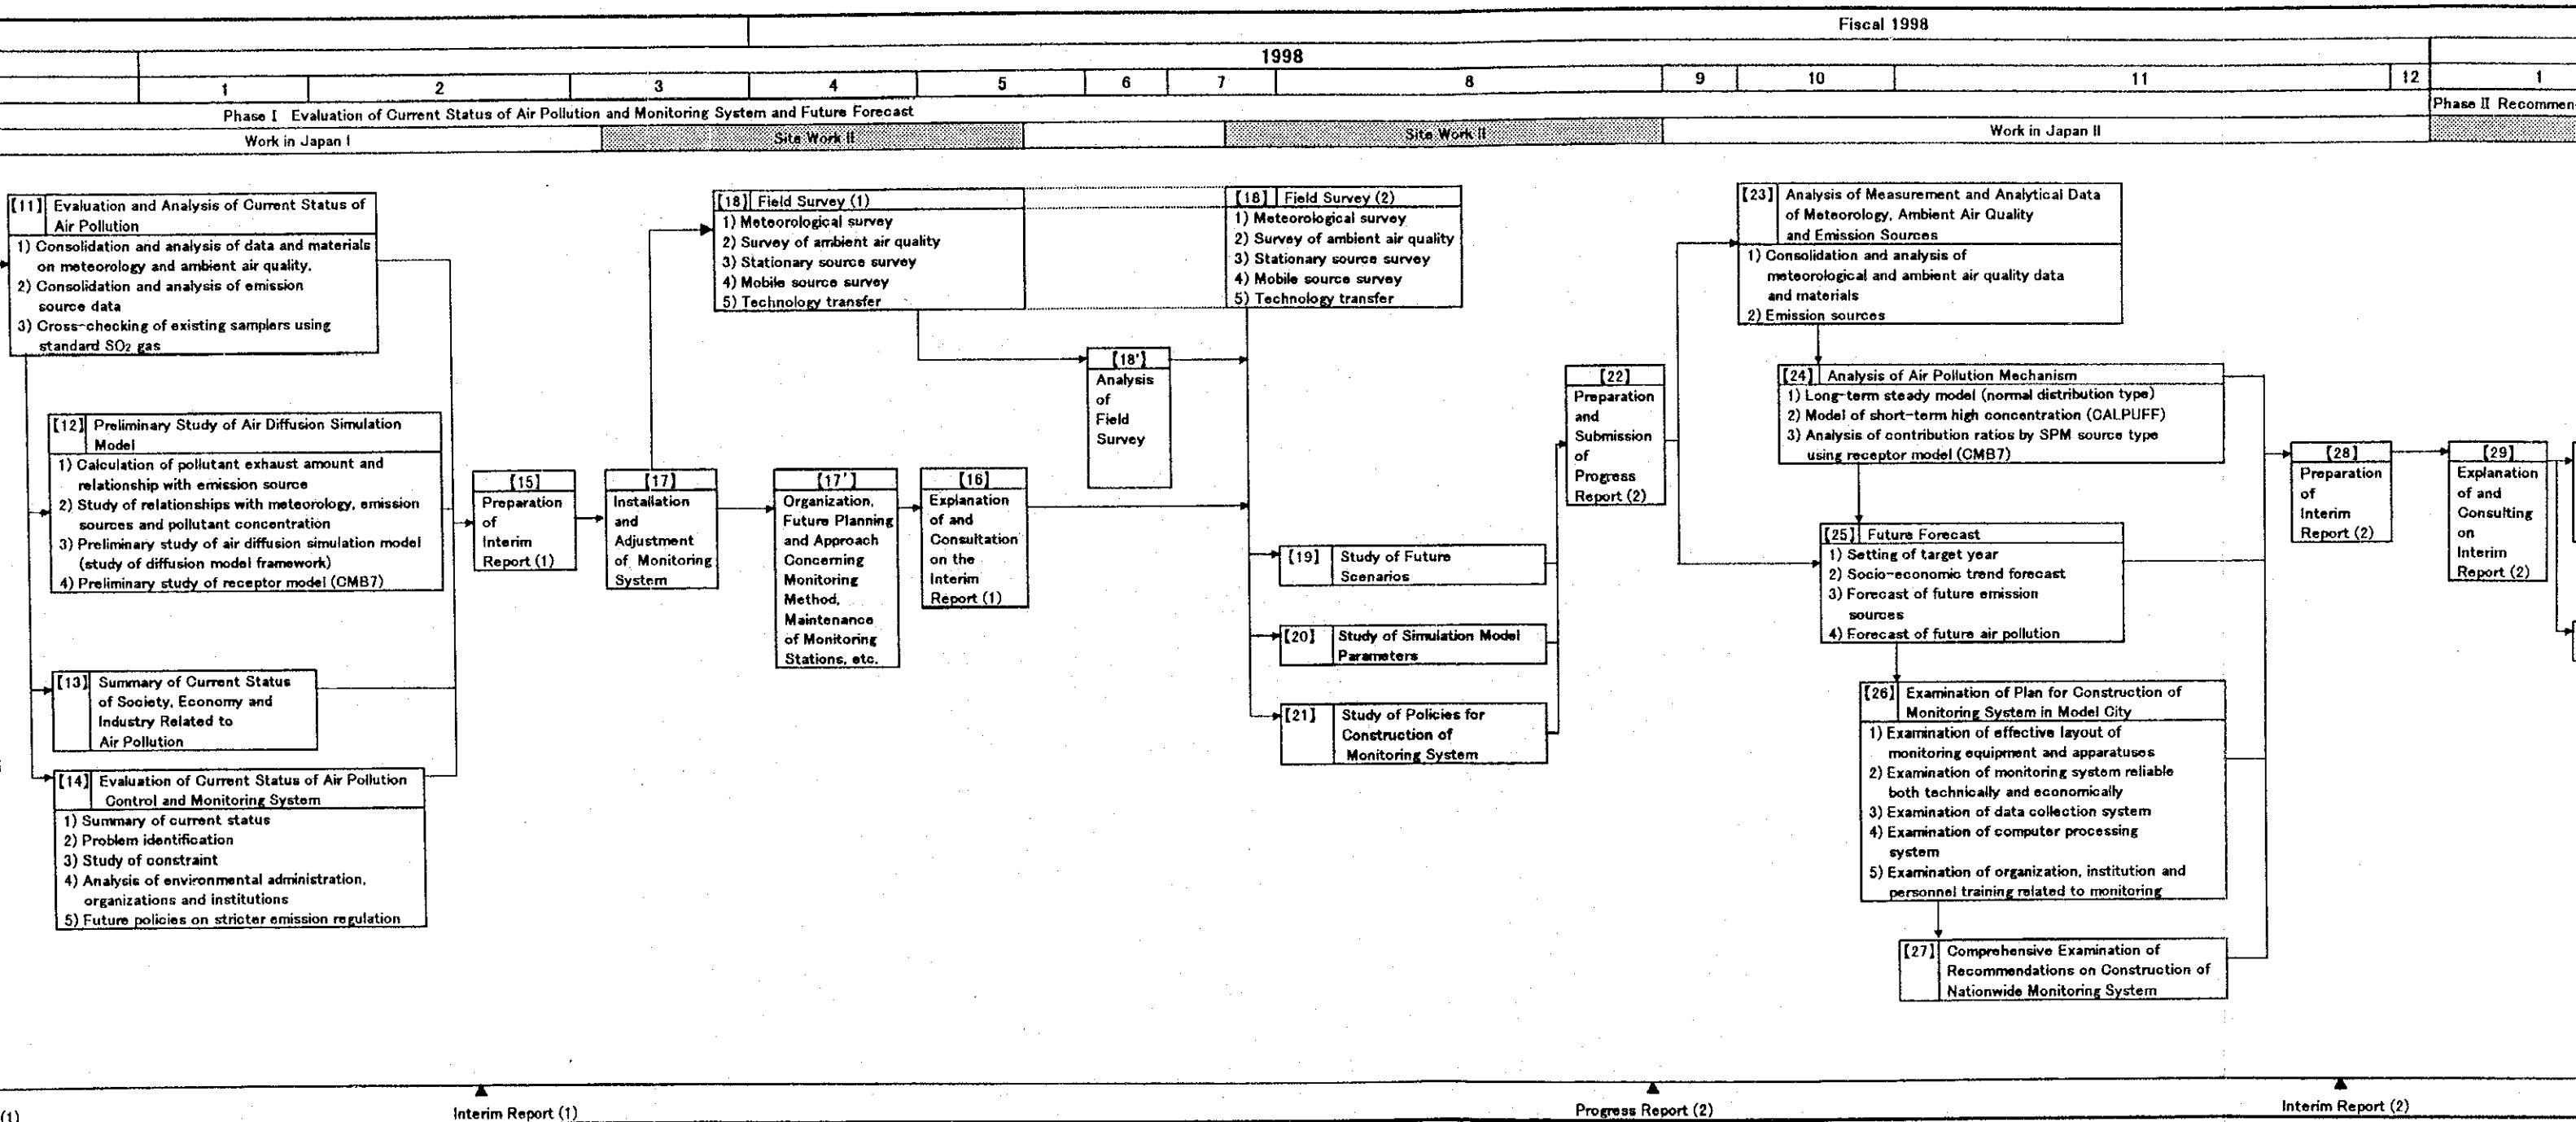 Fiscal 1998
1998
1 2 3 4 5 6 7 8 9 10 11 12 1
Phase I Evaluation of Current Status of Air Pollution and Monitoring System and Future Forecast
Phase II Recommen
Work in Japan I
Site Work II
Site Work II
Work in Japan II
【11】 Evaluation and Analysis of Current Status of
Air Pollution
1) Consolidation and analysis of data and materials
on meteorology and ambient air quality.
2) Consolidation and analysis of emission
source data
3) Cross-checking of existing samplers using
standard SO2 gas
【12】 Preliminary Study of Air Diffusion Simulation
Model
1) Calculation of pollutant exhaust amount and
relationship with emission source
2) Study of relationships with meteorology, emission
sources and pollutant concentration
3) Preliminary study of air diffusion simulation model
(study of diffusion model framework)
4) Preliminary study of receptor model (CMB7)
【13】 Summary of Current Status
of Society, Economy and
Industry Related to
Air Pollution
【14】 Evaluation of Current Status of Air Pollution
Control and Monitoring System
1) Summary of current status
2) Problem identification
3) Study of constraint
4) Analysis of environmental administration,
organizations and institutions
5) Future policies on stricter emission regulation
【15】
Preparation
of
Interim
Report (1)
【17】
Installation
and
Adjustment
of Monitoring
System
【18】 Field Survey (1)
1) Meteorological survey
2) Survey of ambient air quality
3) Stationary source survey
4) Mobile source survey
5) Technology transfer
【17'】
Organization,
Future Planning
and Approach
Concerning
Monitoring
Method,
Maintenance
of Monitoring
Stations, etc.
【16】
Explanation
of and
Consultation
on the
Interim
Report (1)
【18'】
Analysis
of
Field
Survey
【18】 Field Survey (2)
1) Meteorological survey
2) Survey of ambient air quality
3) Stationary source survey
4) Mobile source survey
5) Technology transfer
【19】 Study of Future
Scenarios
【20】 Study of Simulation Model
Parameters
【21】 Study of Policies for
Construction of
Monitoring System
【22】
Preparation
and
Submission
of
Progress
Report (2)
【23】 Analysis of Measurement and Analytical Data
of Meteorology, Ambient Air Quality
and Emission Sources
1) Consolidation and analysis of
meteorological and ambient air quality data
and materials
2) Emission sources
【24】 Analysis of Air Pollution Mechanism
1) Long-term steady model (normal distribution type)
2) Model of short-term high concentration (CALPUFF)
3) Analysis of contribution ratios by SPM source type
using receptor model (CMB7)
【25】 Future Forecast
1) Setting of target year
2) Socio-economic trend forecast
3) Forecast of future emission
sources
4) Forecast of future air pollution
【26】 Examination of Plan for Construction of
Monitoring System in Model City
1) Examination of effective layout of
monitoring equipment and apparatuses
2) Examination of monitoring system reliable
both technically and economically
3) Examination of data collection system
4) Examination of computer processing
system
5) Examination of organization, institution and
personnel training related to monitoring
【27】 Comprehensive Examination of
Recommendations on Construction of
Nationwide Monitoring System
【28】
Preparation
of
Interim
Report (2)
【29】
Explanation
of and
Consulting
on
Interim
Report (2)
(1)
Interim Report (1)
Progress Report (2)
Interim Report (2)